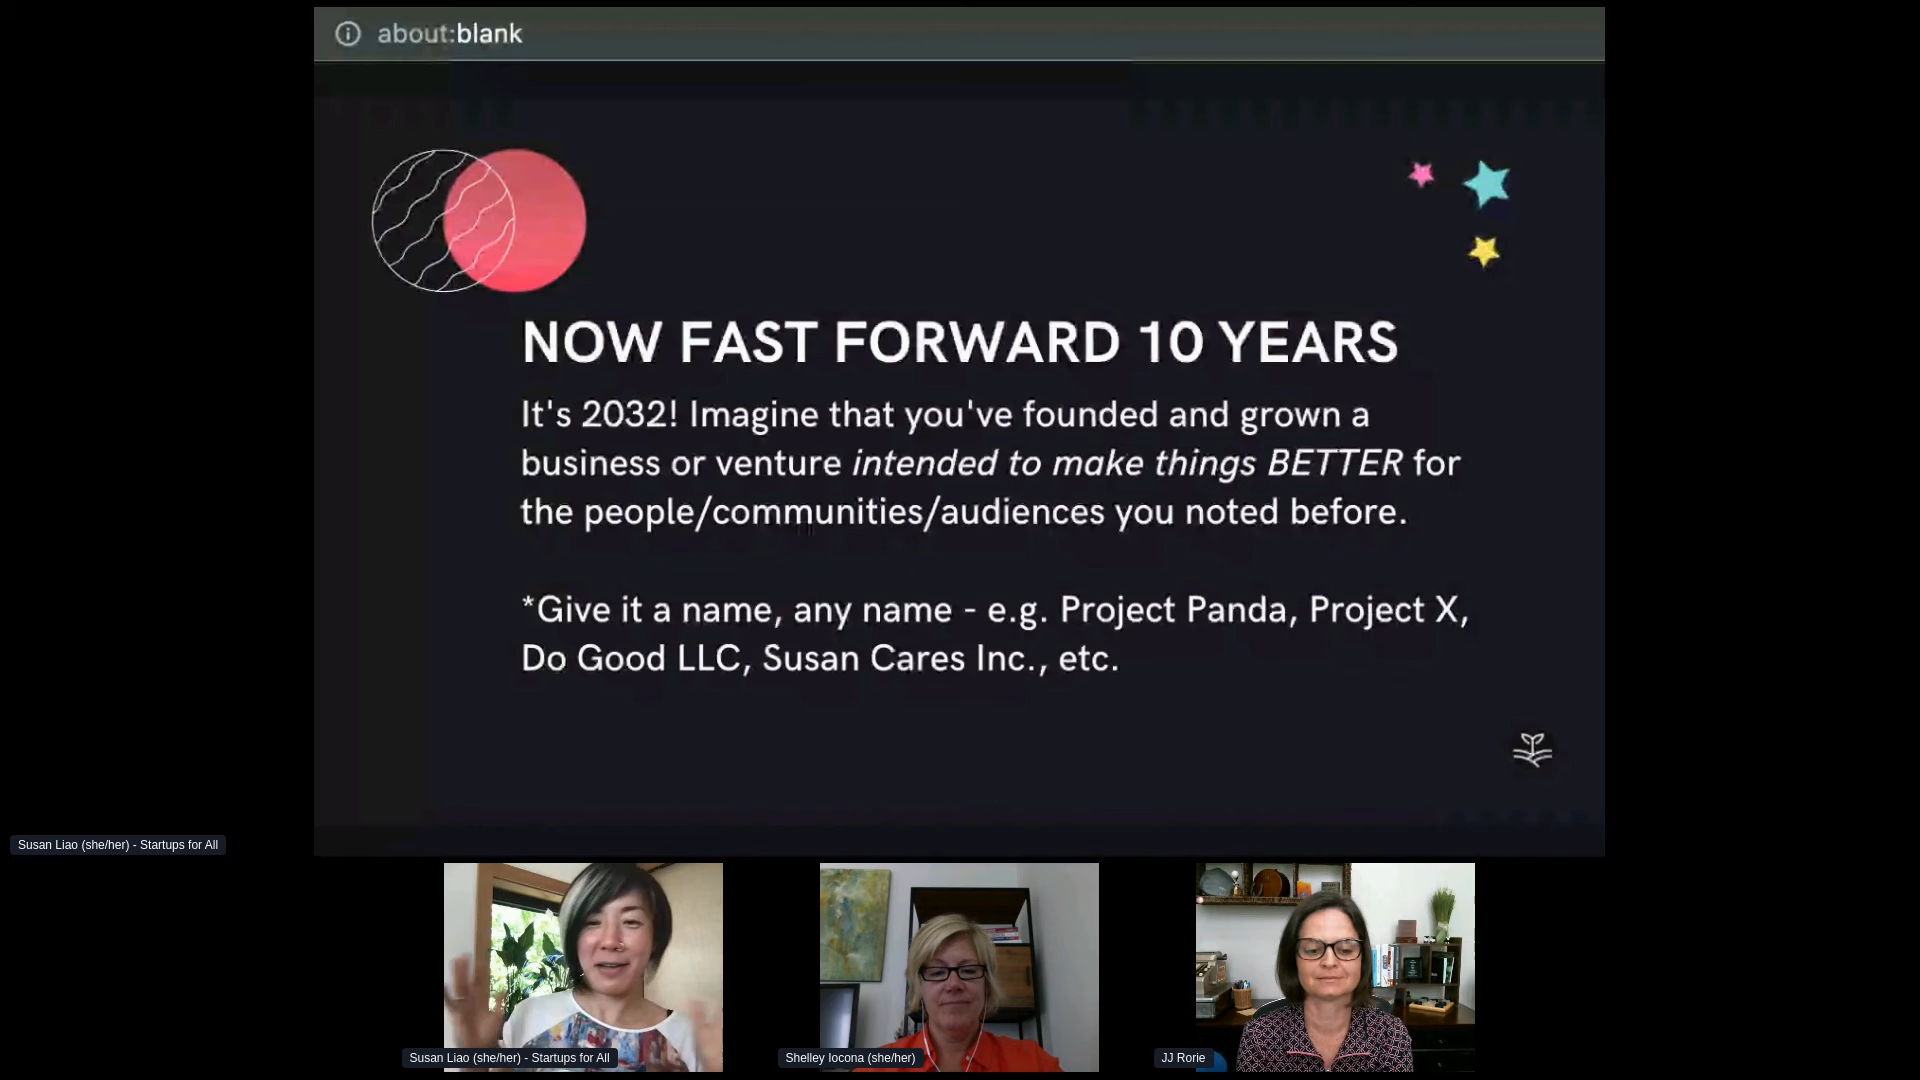 about:blank
NOW FAST FORWARD 10 YEARS
It's 2032! Imagine that you've founded and grown a
business or venture intended to make things BETTER for
the people/communities/audiences you noted before.
*Give it a name, any name - e.g. Project Panda, Project X,
Do Good LLC, Susan Cares Inc., etc.
Susan Liao (she/her) - Startups for All
Susan Liao (she/her) - Startups for All
Shelley Iocona (she/her)
JJ Rorie